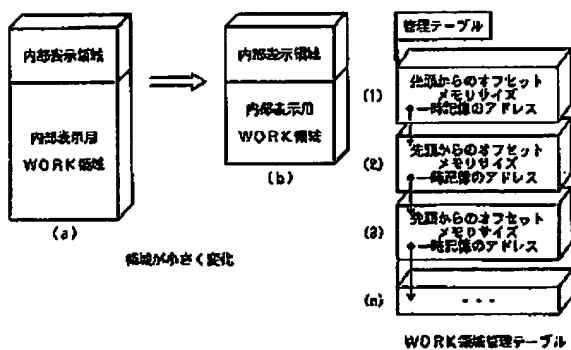 内部表示領域
内部表示用
WORK領域
(a)
内部表示領域
内部表示用
WORK領域
(b)
領域が小さく変化
管理テーブル
(1)
先頭からのオフセット
メモリサイズ
一時記憶のアドレス
(2)
先頭からのオフセット
メモリサイズ
一時記憶のアドレス
(3)
先頭からのオフセット
メモリサイズ
一時記憶のアドレス
(n)
・・・
WORK領域管理テーブル